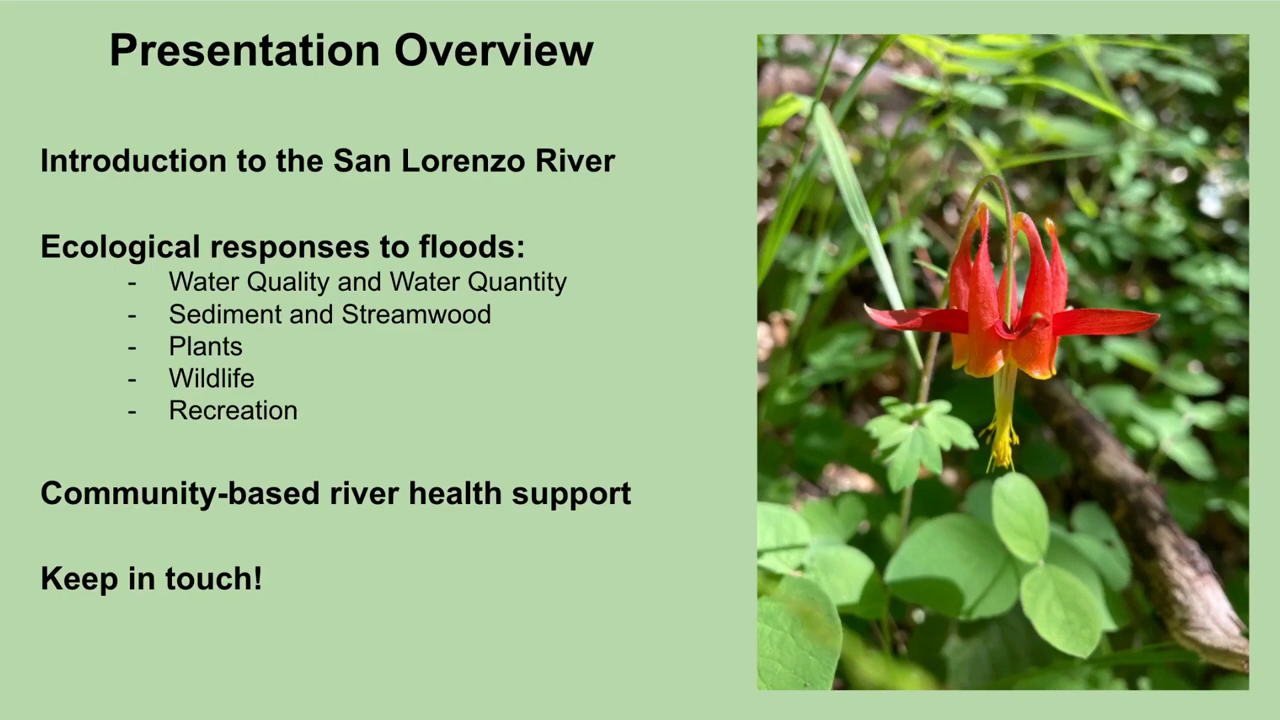 Presentation Overview
Introduction to the San Lorenzo River
Ecological responses to floods:
- Water Quality and Water Quantity
- Sediment and Streamwood
- Plants
- Wildlife
- Recreation
Community-based river health support
Keep in touch!